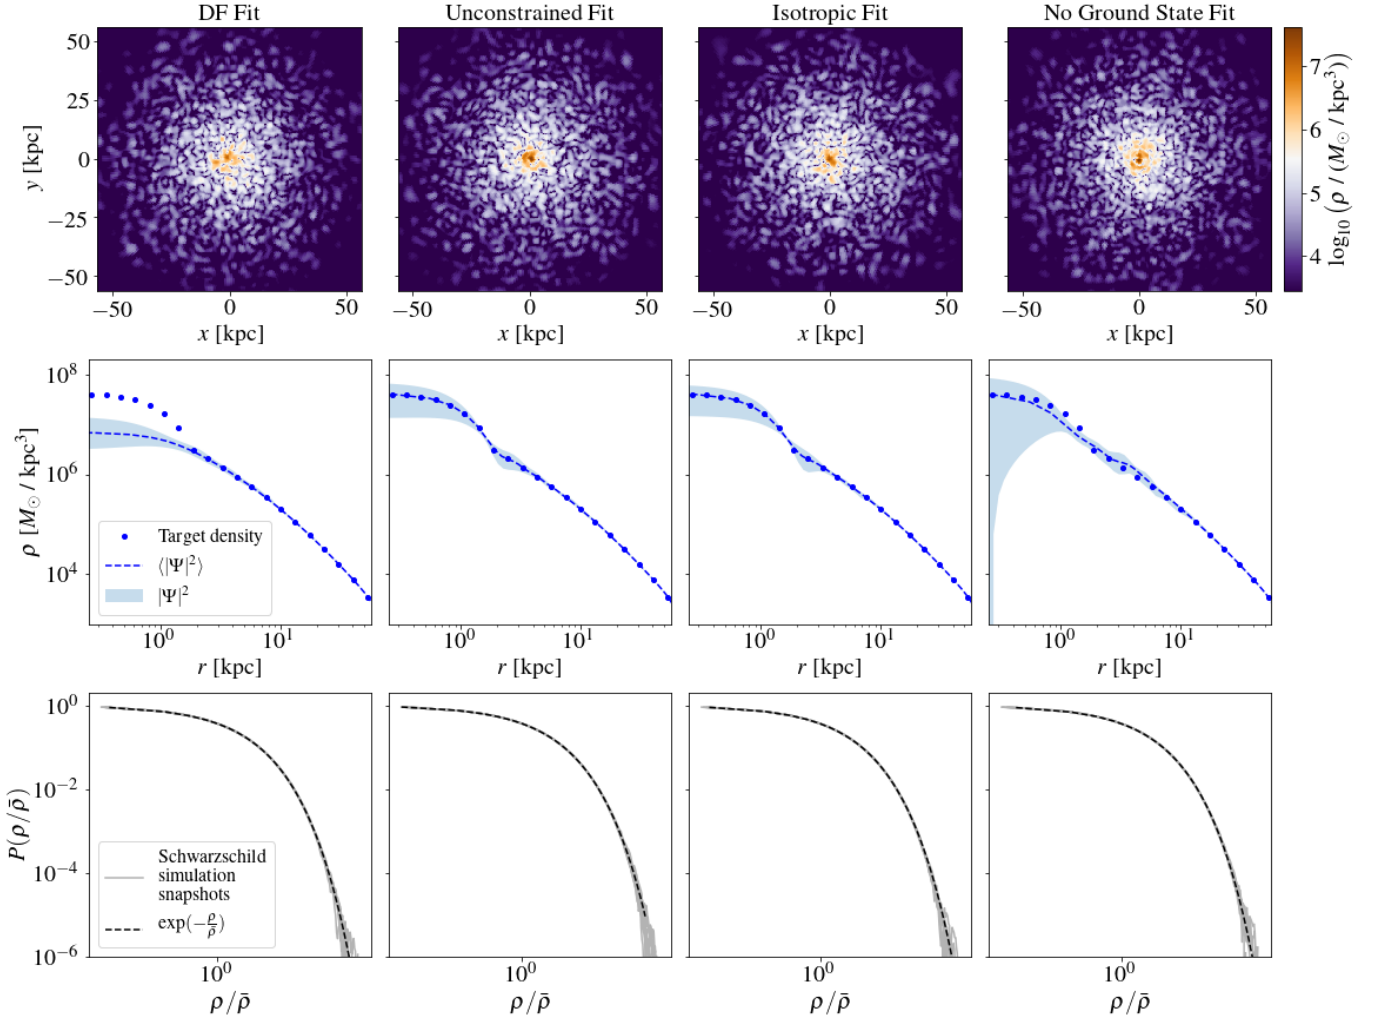 DF Fit
Unconstrained Fit
Isotropic Fit
No Ground State Fit
50
25
0
−25
−50
y [kpc]
−50 0 50
−50 0 50
−50 0 50
−50 0 50
x [kpc]
x [kpc]
x [kpc]
x [kpc]
7
6
5
4
log₁₀ (ρ / (M⊙ / kpc³))
10⁸
10⁶
10⁴
ρ [M⊙ / kpc³]
Target density
⟨|Ψ|²⟩
|Ψ|²
10⁰ 10¹
10⁰ 10¹
10⁰ 10¹
10⁰ 10¹
r [kpc]
r [kpc]
r [kpc]
r [kpc]
10⁰
10⁻²
10⁻⁴
10⁻⁶
P(ρ/ρ̄)
Schwarzschild
simulation
snapshots
exp(−ρ/ρ̄)
10⁰
10⁰
10⁰
10⁰
ρ/ρ̄
ρ/ρ̄
ρ/ρ̄
ρ/ρ̄